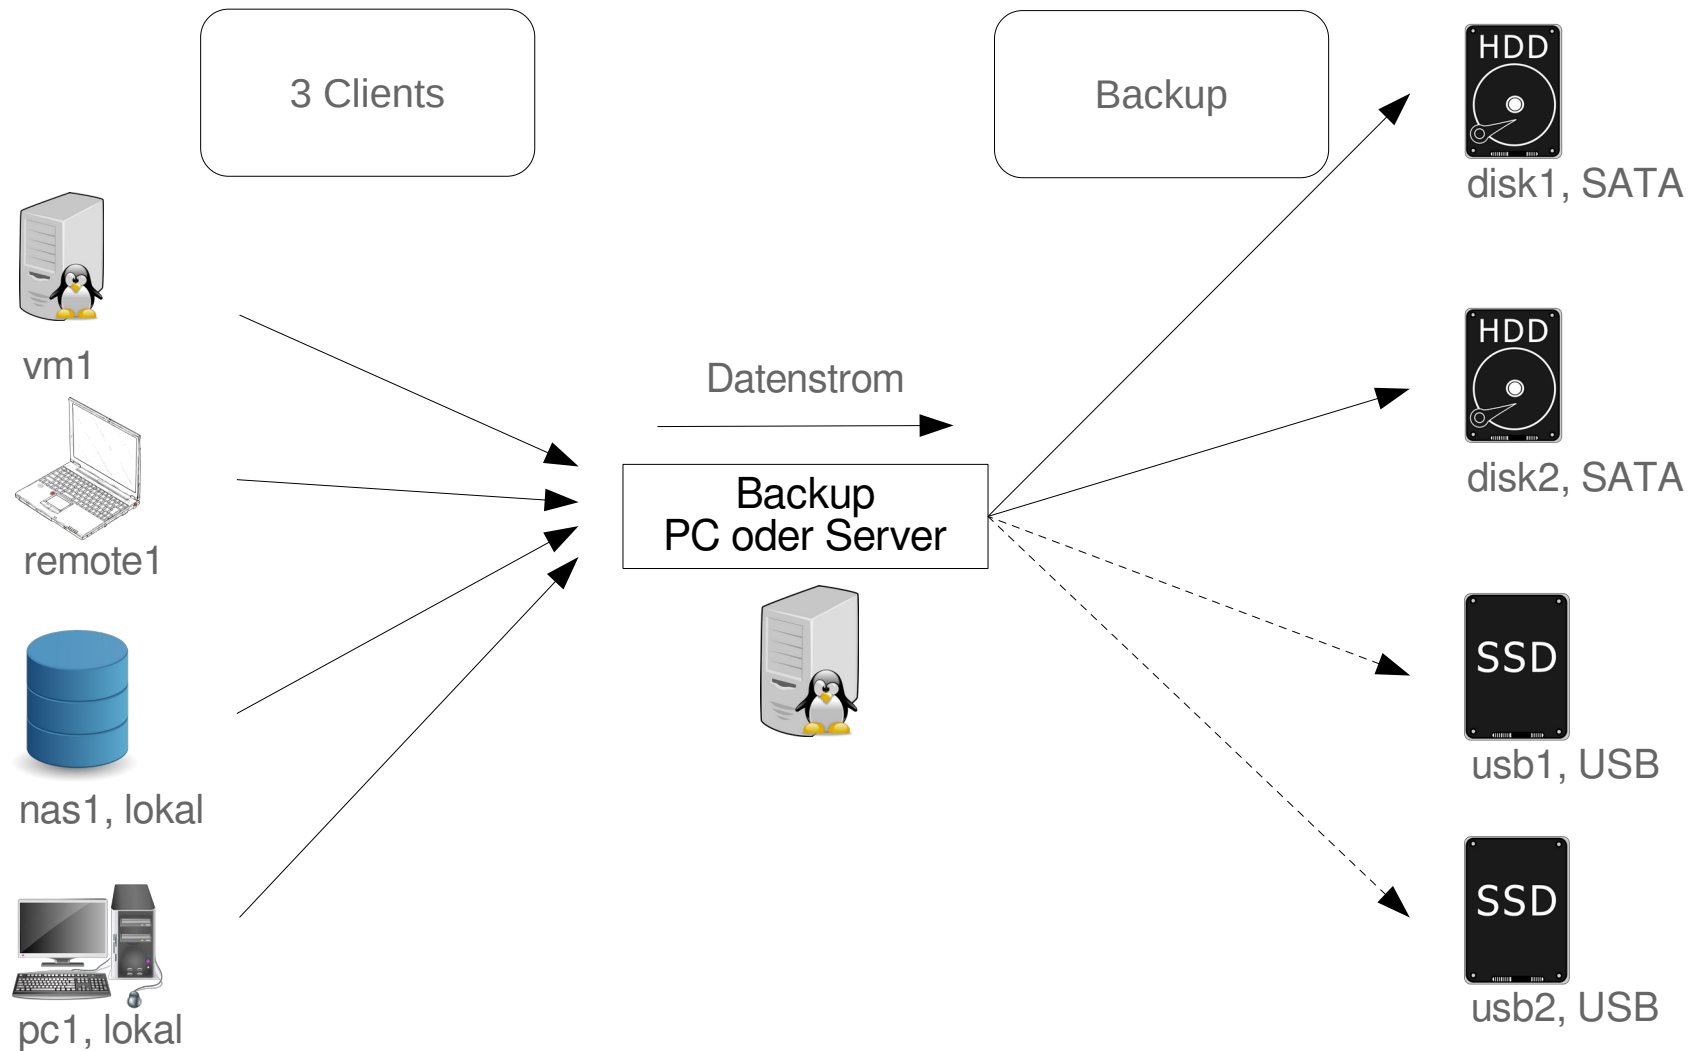 3 Clients
Backup
HDD
disk1, SATA
vm1
Datenstrom
HDD
disk2, SATA
Backup
PC oder Server
remote1
SSD
usb1, USB
nas1, lokal
SSD
usb2, USB
pc1, lokal